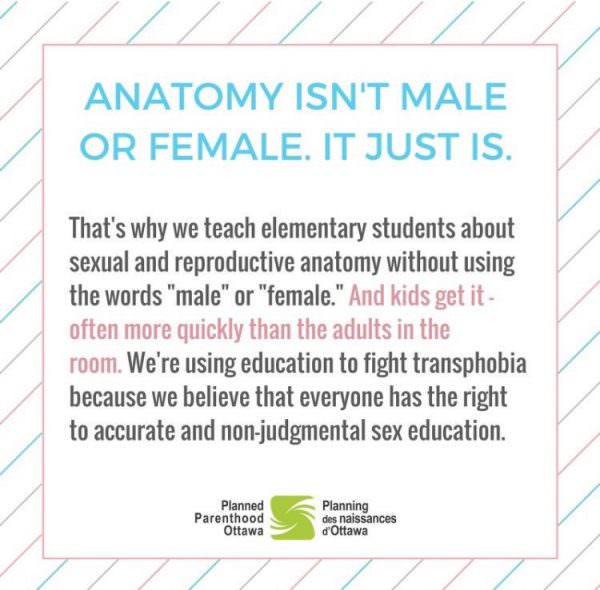 ANATOMY ISN'T MALE
OR FEMALE. IT JUST IS.
That's why we teach elementary students about
sexual and reproductive anatomy without using
the words "male" or "female." And kids get it -
often more quickly than the adults in the
room. We're using education to fight transphobia
because we believe that everyone has the right
to accurate and non-judgmental sex education.
Planned
Parenthood
Ottawa
Planning
des naissances
d'Ottawa